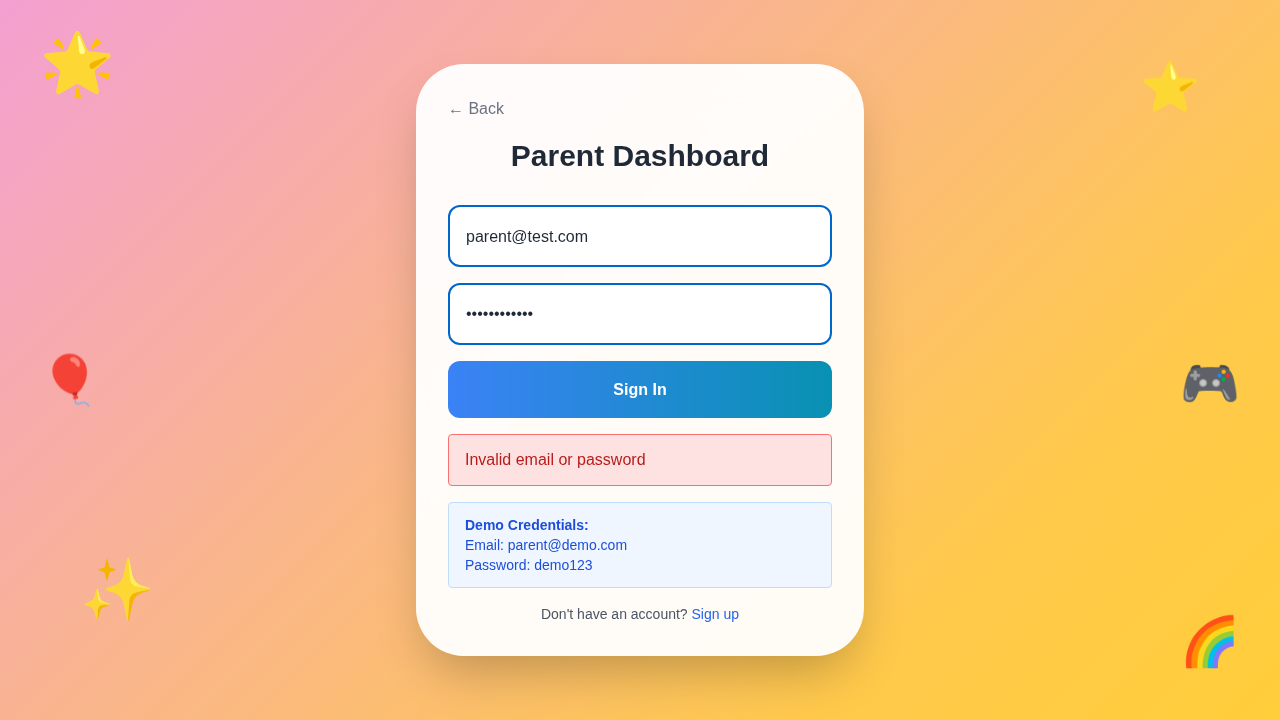 ← Back
Parent Dashboard
parent@test.com
••••••••••••
Sign In
Invalid email or password
Demo Credentials:
Email: parent@demo.com
Password: demo123
Don't have an account? Sign up